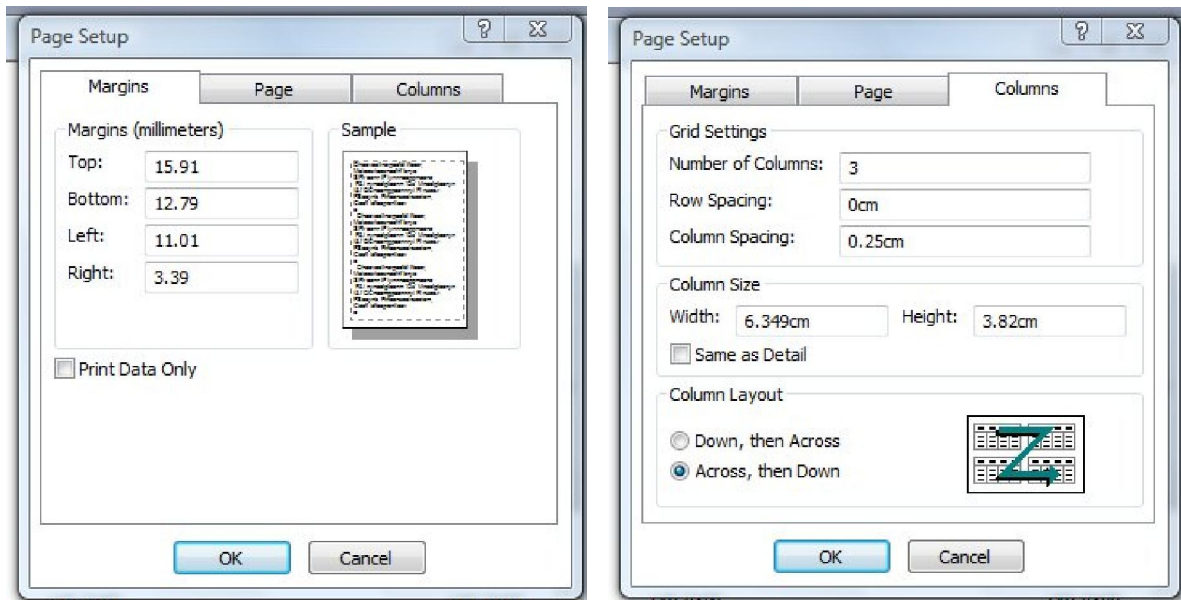 Page Setup
Margins
Page
Columns
Margins (millimeters)
Sample
Top:
15.91
Bottom:
12.79
Left:
11.01
Right:
3.39
Print Data Only
OK
Cancel
Page Setup
Margins
Page
Columns
Grid Settings
Number of Columns:
3
Row Spacing:
0cm
Column Spacing:
0.25cm
Column Size
Width:
6.349cm
Height:
3.82cm
Same as Detail
Column Layout
Down, then Across
Across, then Down
OK
Cancel